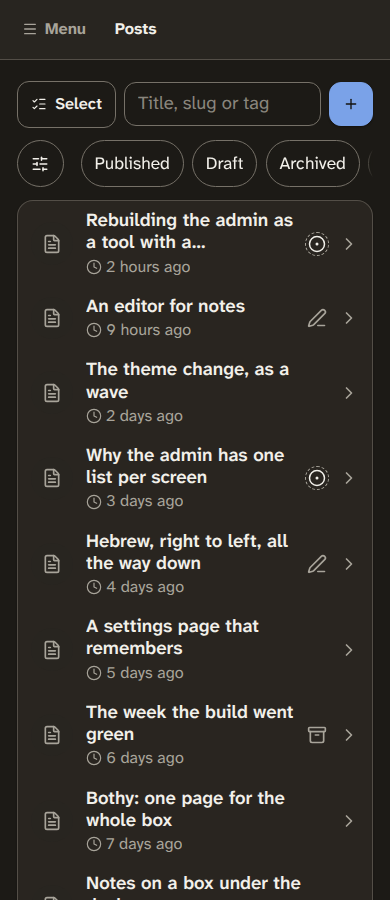 Menu Posts
Select Title, slug or tag
Published Draft Archived
Rebuilding the admin as
a tool with a...
2 hours ago
An editor for notes
9 hours ago
The theme change, as a
wave
2 days ago
Why the admin has one
list per screen
3 days ago
Hebrew, right to left, all
the way down
4 days ago
A settings page that
remembers
5 days ago
The week the build went
green
6 days ago
Bothy: one page for the
whole box
7 days ago
Notes on a box under the